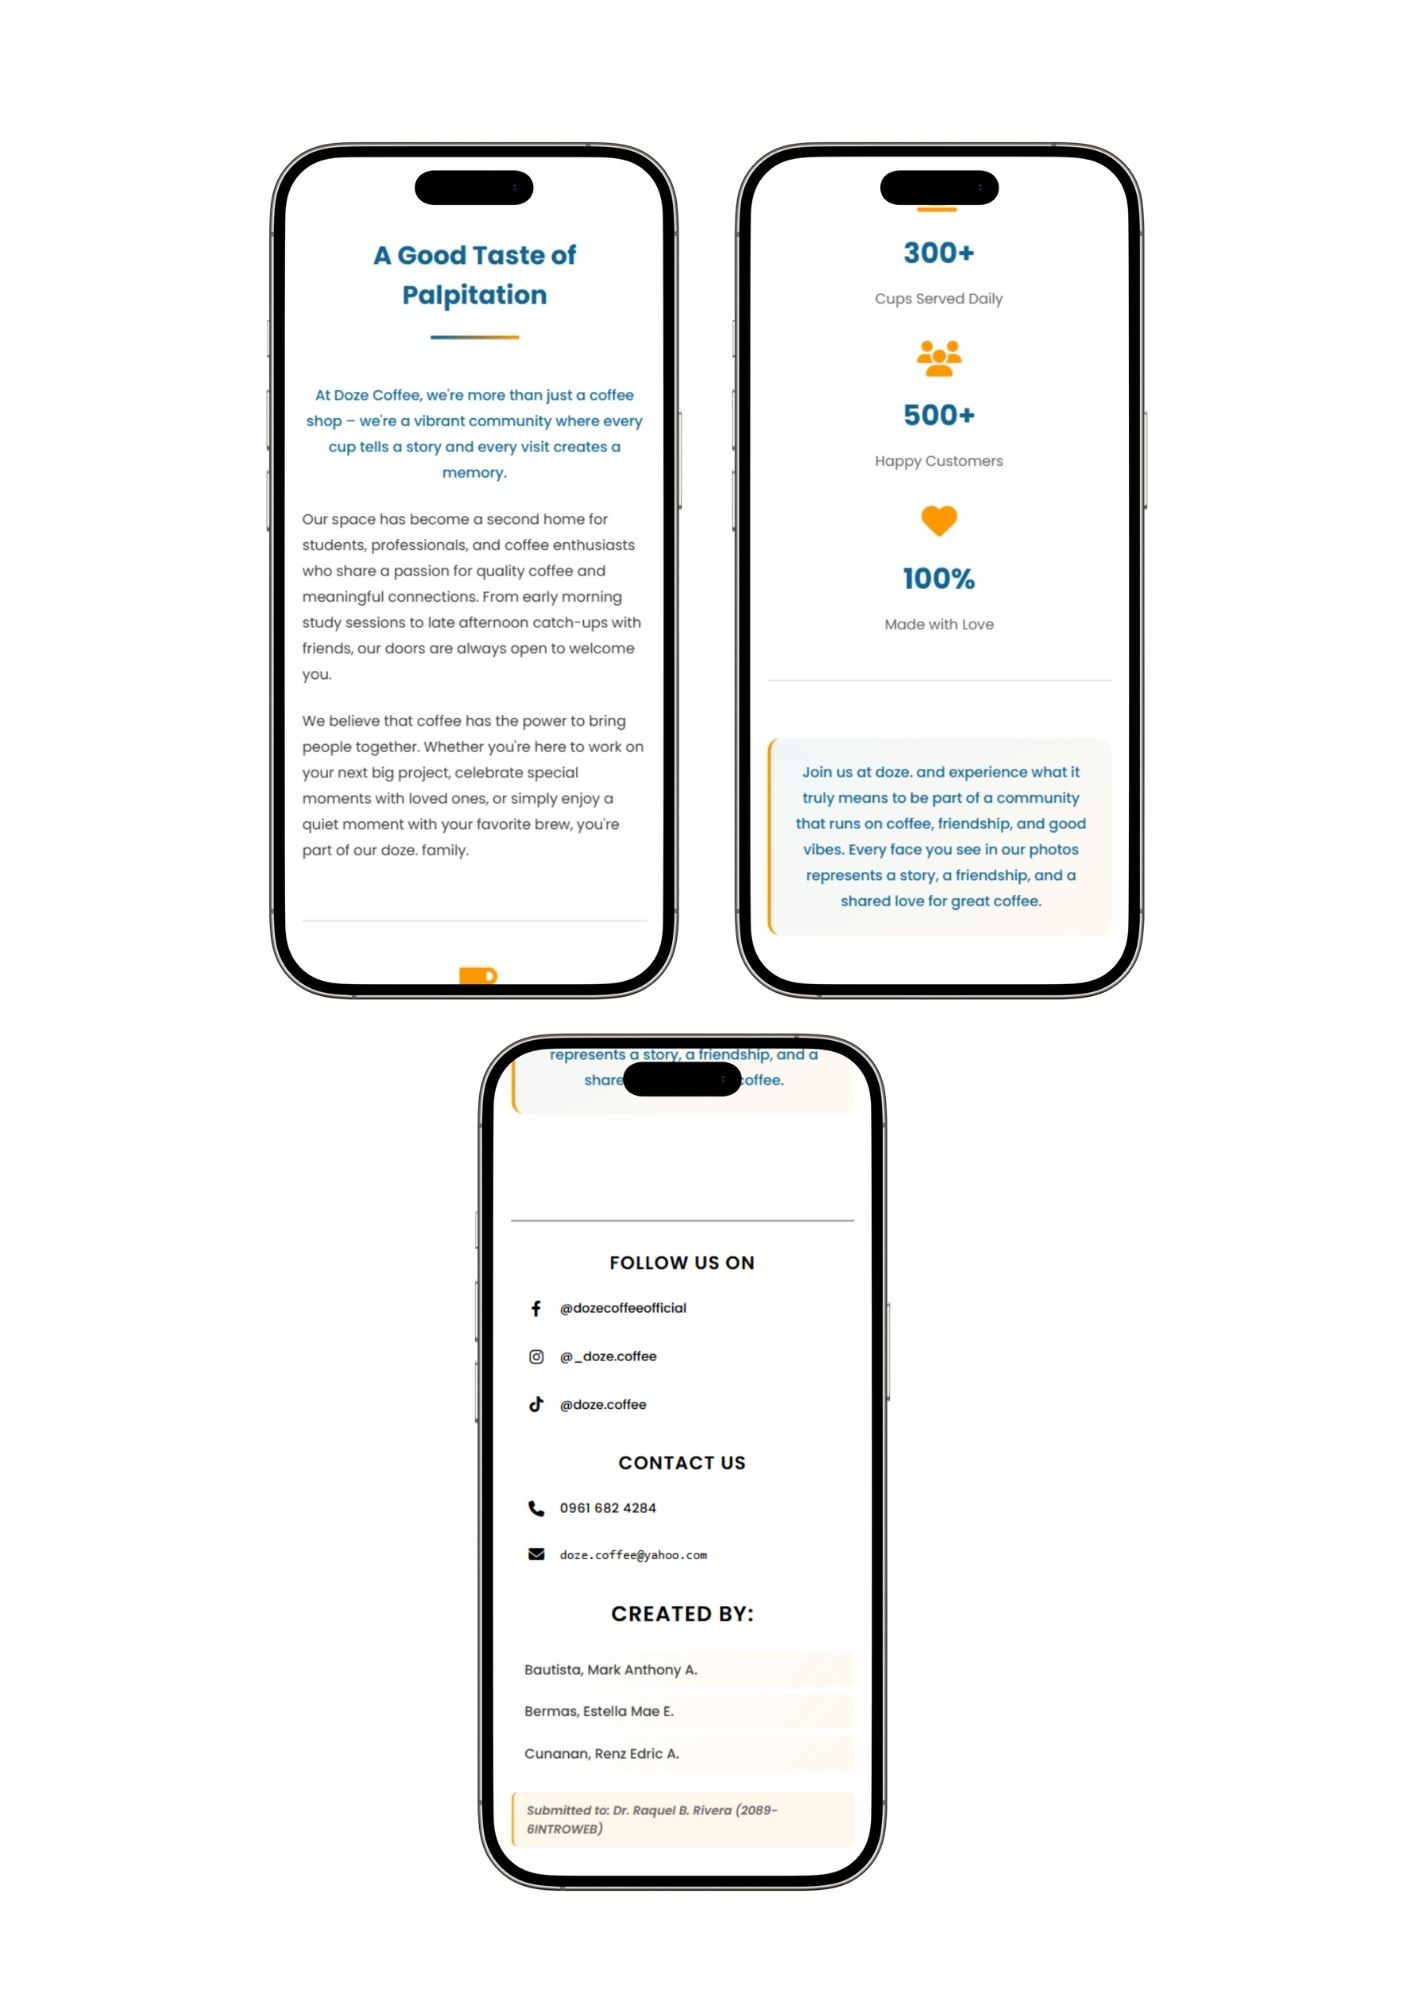 A Good Taste of
Palpitation
At Doze Coffee, we're more than just a coffee
shop – we're a vibrant community where every
cup tells a story and every visit creates a
memory.
Our space has become a second home for
students, professionals, and coffee enthusiasts
who share a passion for quality coffee and
meaningful connections. From early morning
study sessions to late afternoon catch-ups with
friends, our doors are always open to welcome
you.
We believe that coffee has the power to bring
people together. Whether you're here to work on
your next big project, celebrate special
moments with loved ones, or simply enjoy a
quiet moment with your favorite brew, you're
part of our doze. family.
300+
Cups Served Daily
500+
Happy Customers
100%
Made with Love
Join us at doze. and experience what it
truly means to be part of a community
that runs on coffee, friendship, and good
vibes. Every face you see in our photos
represents a story, a friendship, and a
shared love for great coffee.
represents a story, a friendship, and a
share coffee.
FOLLOW US ON
@dozecoffeeofficial
@_doze.coffee
@doze.coffee
CONTACT US
0961 682 4284
doze.coffee@yahoo.com
CREATED BY:
Bautista, Mark Anthony A.
Bermas, Estella Mae E.
Cunanan, Renz Edric A.
Submitted to: Dr. Raquel B. Rivera (2089-
6INTROWEB)